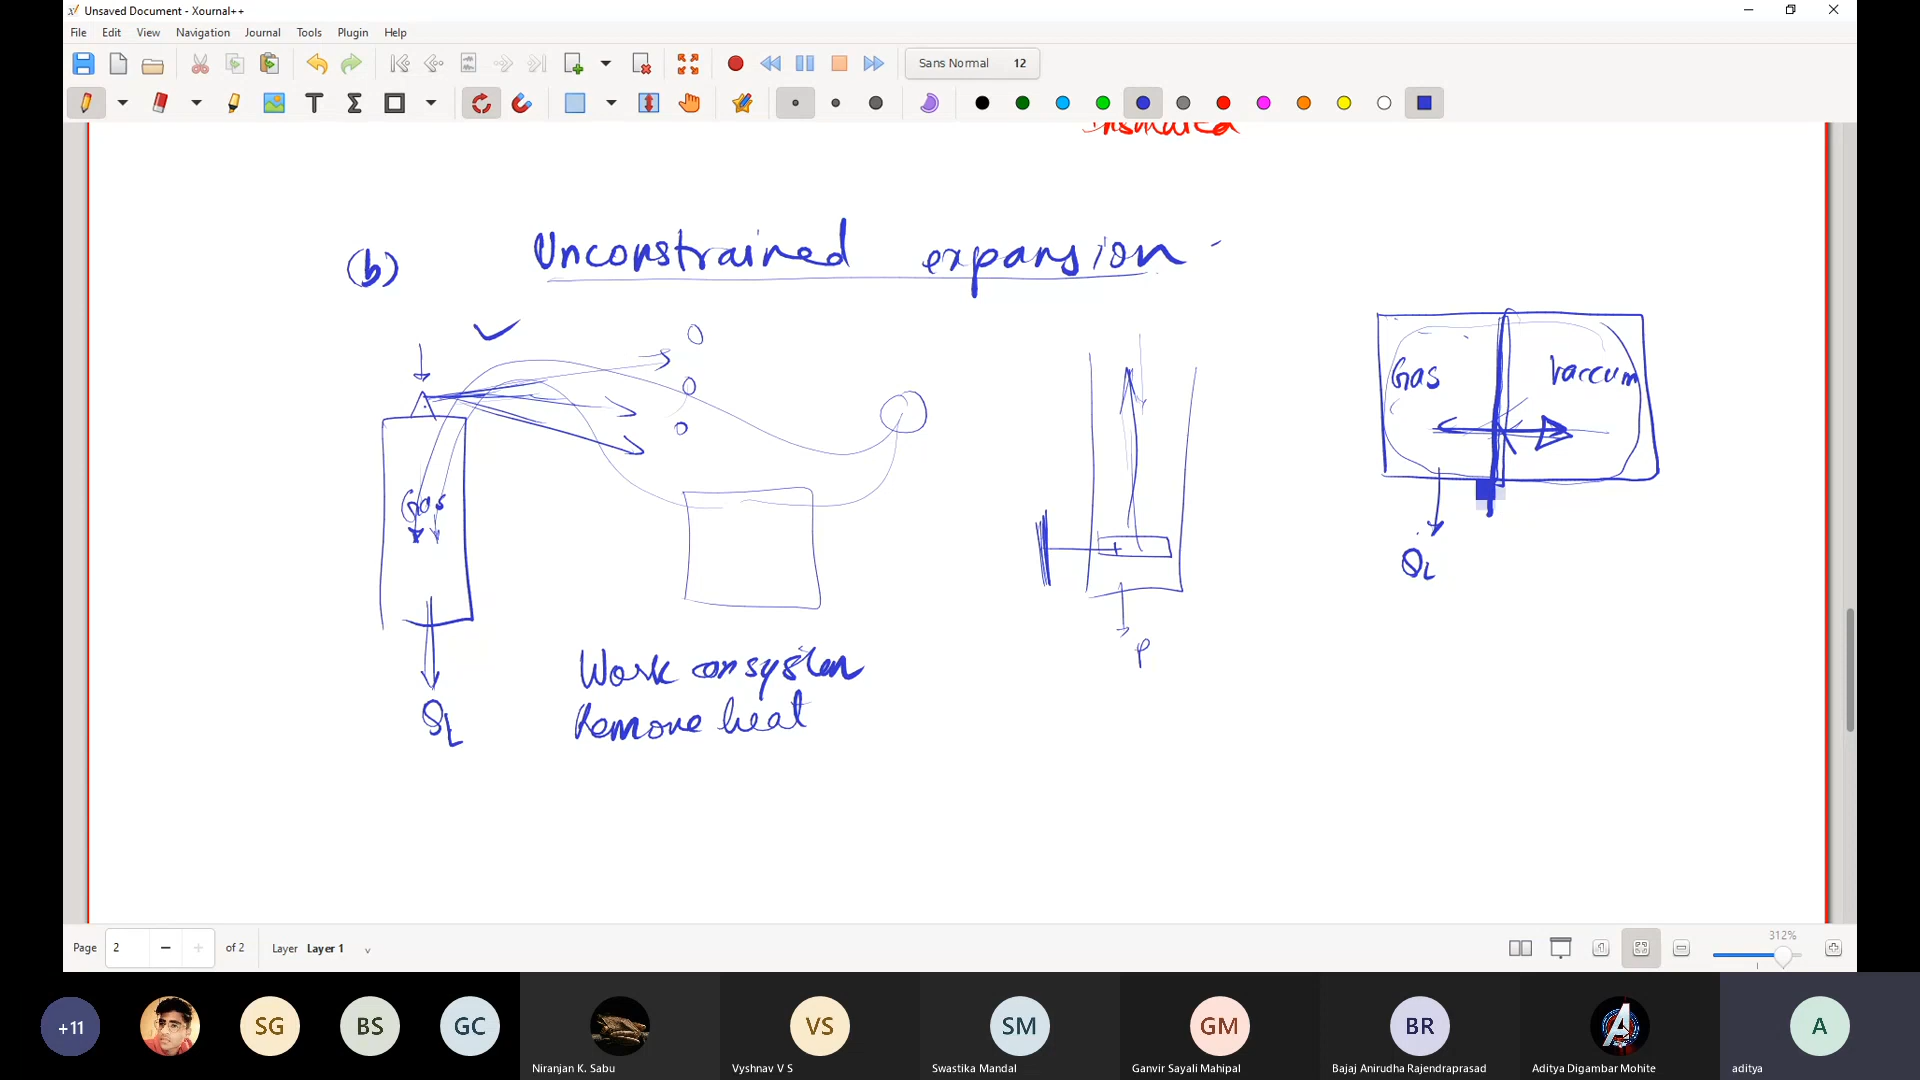 Unsaved Document - Xournal++
File Edit View Navigation Journal Tools Plugin Help
Sans Normal 12
(b) Unconstrained expansion
Gas
QL
Work on system
Remove heat
P
Gas Vaccum
QL
Page 2 of 2 Layer Layer 1
312%
+11 SG BS GC VS SM GM BR A
Niranjan K. Sabu Vyshnav V S Swastika Mandal Ganvir Sayali Mahipal Bajaj Anirudha Rajendraprasad Aditya Digambar Mohite aditya